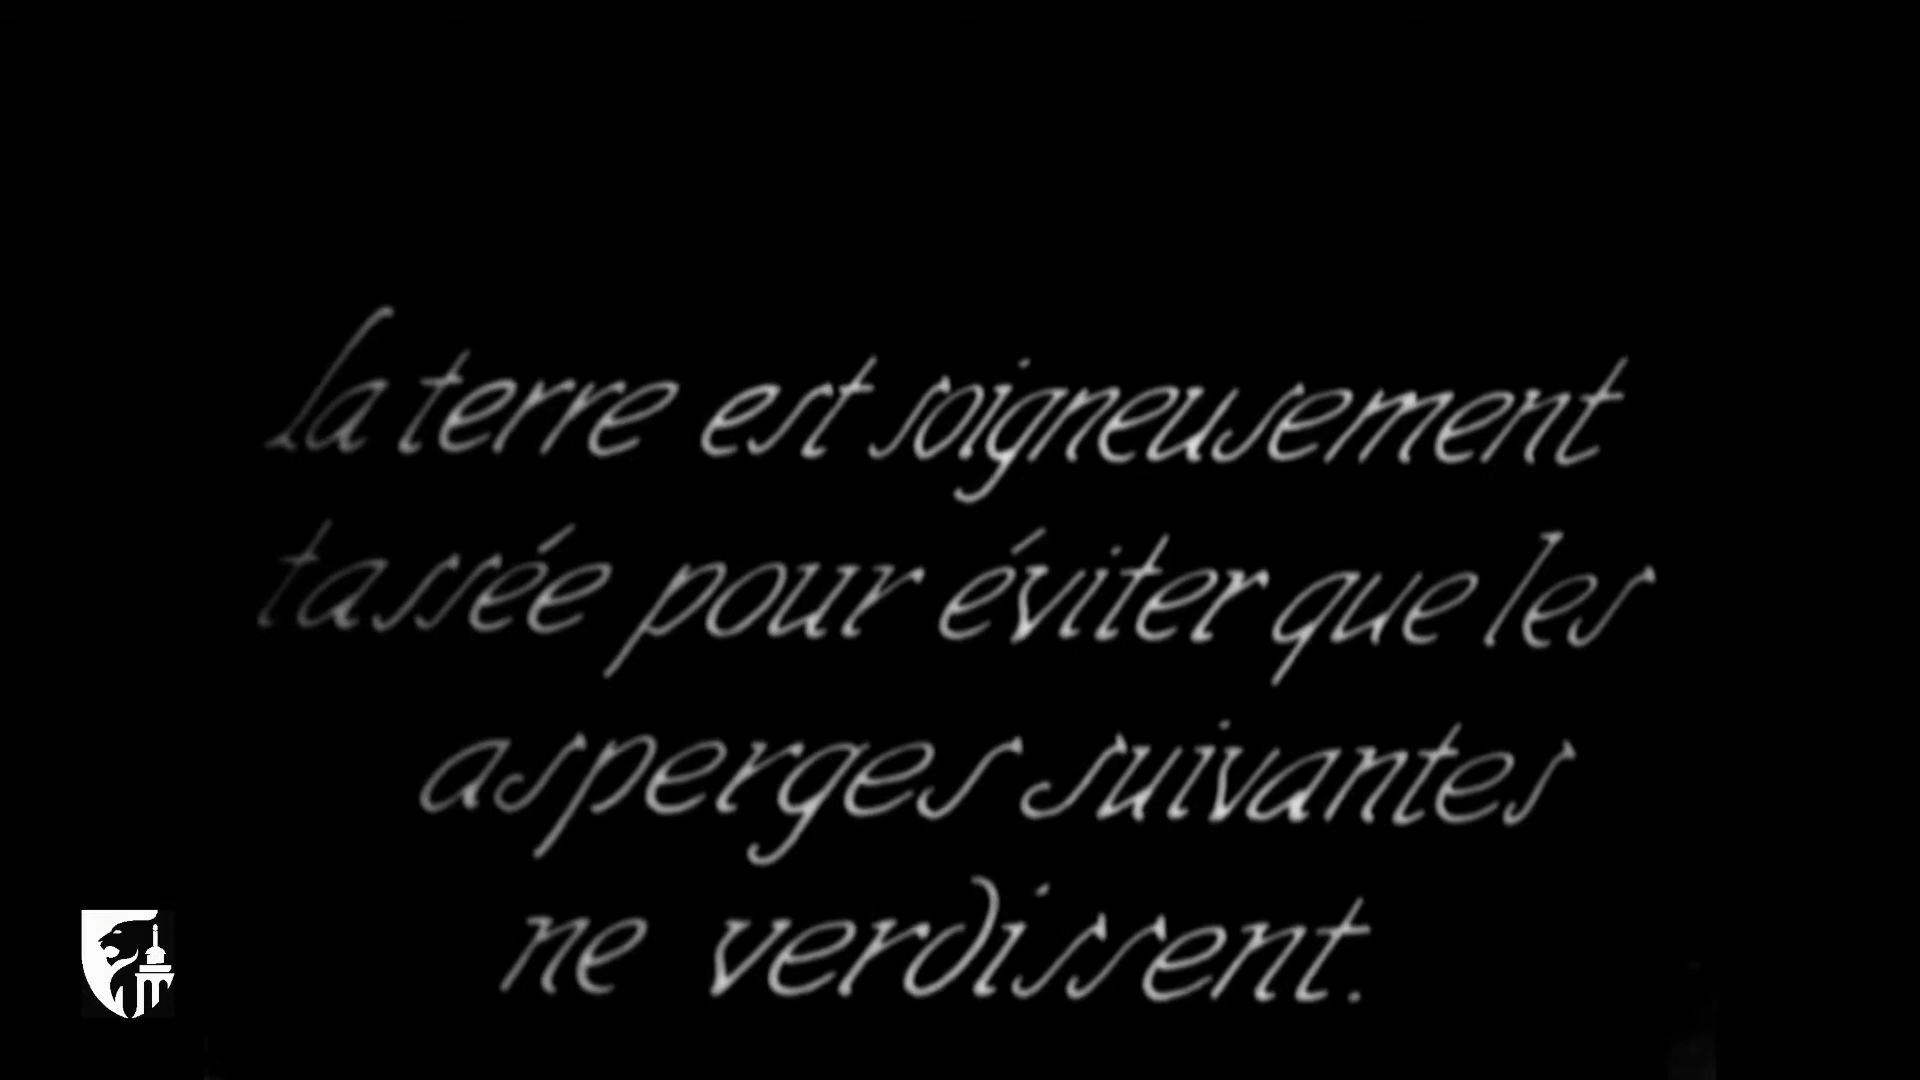 La terre est soigneusement
tassée pour éviter que les
asperges suivantes
ne verdissent.